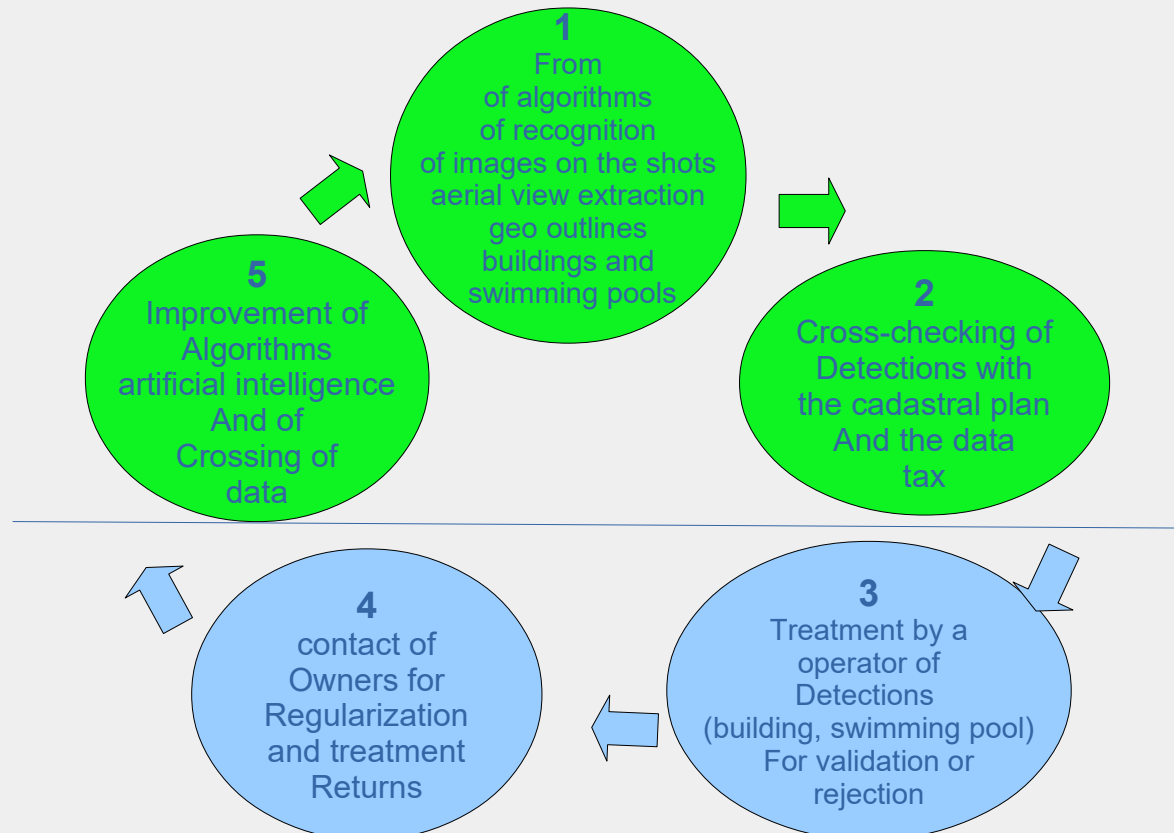 1
From
of algorithms
of recognition
of images on the shots
aerial view extraction
geo outlines
buildings and
swimming pools
2
Cross-checking of
Detections with
the cadastral plan
And the data
tax
3
Treatment by a
operator of
Detections
(building, swimming pool)
For validation or
rejection
4
contact of
Owners for
Regularization
and treatment
Returns
5
Improvement of
Algorithms
artificial intelligence
And of
Crossing of
data